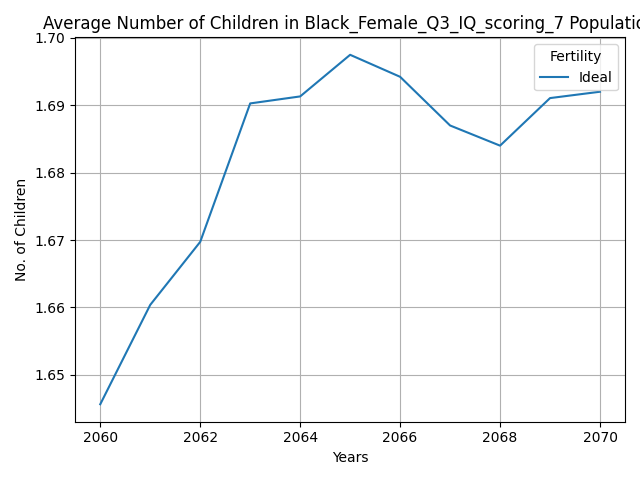 Average Number of Children in Black_Female_Q3_IQ_scoring_7 Populatio
1.70
Fertility
Ideal
1.69
1.68
1.67
1.66
1.65
No. of Children
2060 2062 2064 2066 2068 2070
Years